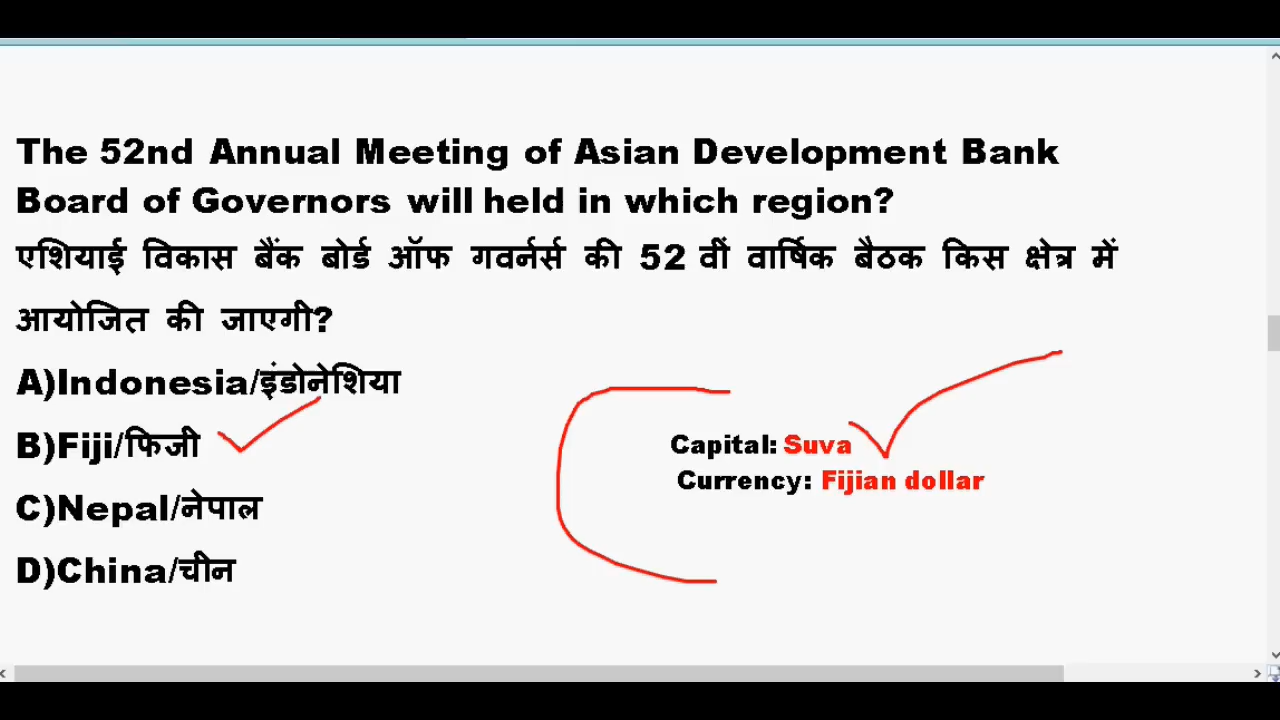 The 52nd Annual Meeting of Asian Development Bank
Board of Governors will held in which region?
एशियाई विकास बैंक बोर्ड ऑफ गवर्नर्स की 52 वीं वार्षिक बैठक किस क्षेत्र में
आयोजित की जाएगी?
A)Indonesia/इंडोनेशिया
B)Fiji/फिजी
Capital: Suva
Currency: Fijian dollar
C)Nepal/नेपाल
D)China/चीन